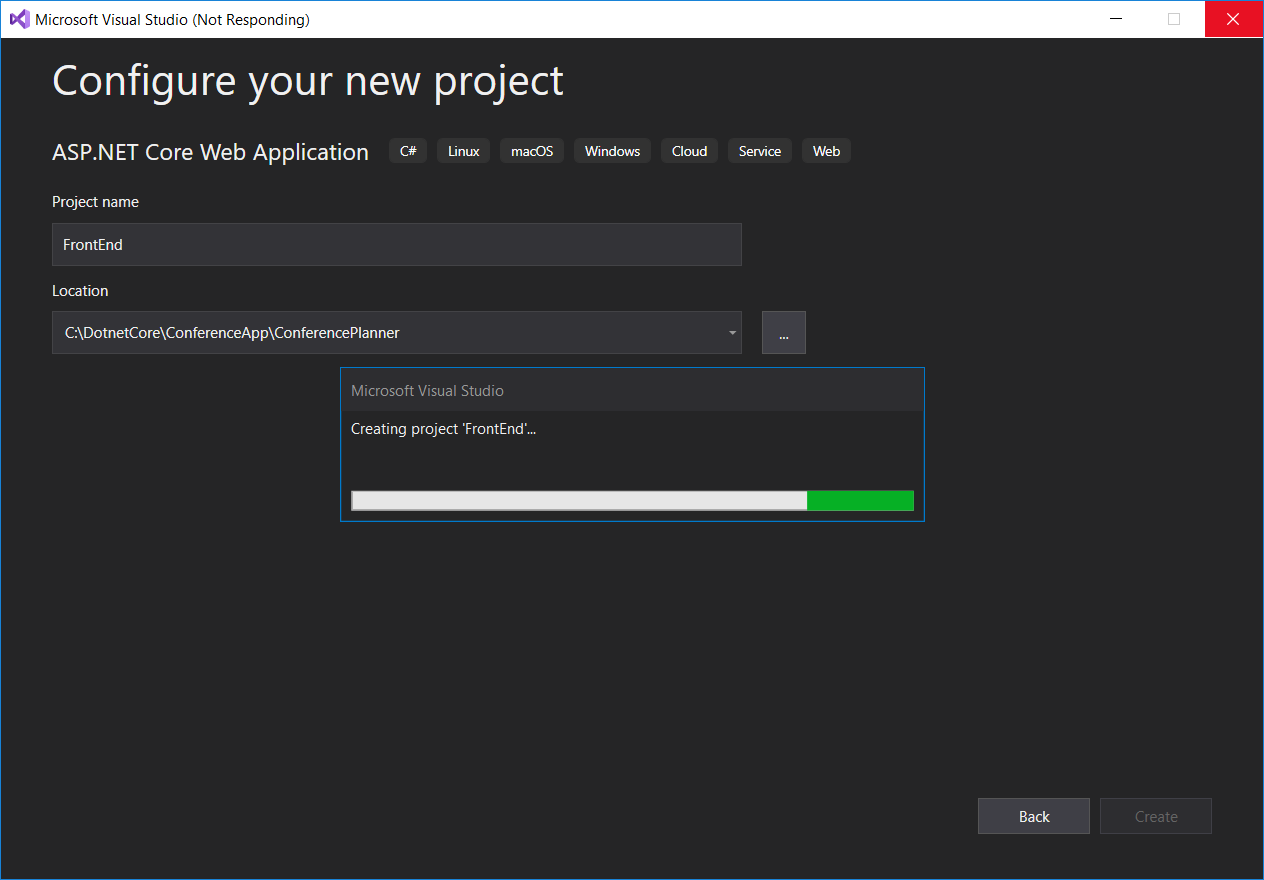 Microsoft Visual Studio (Not Responding)
Configure your new project
ASP.NET Core Web Application C# Linux macOS Windows Cloud Service Web
Project name
FrontEnd
Location
C:\DotnetCore\ConferenceApp\ConferencePlanner ...
Microsoft Visual Studio
Creating project 'FrontEnd'...
Back Create